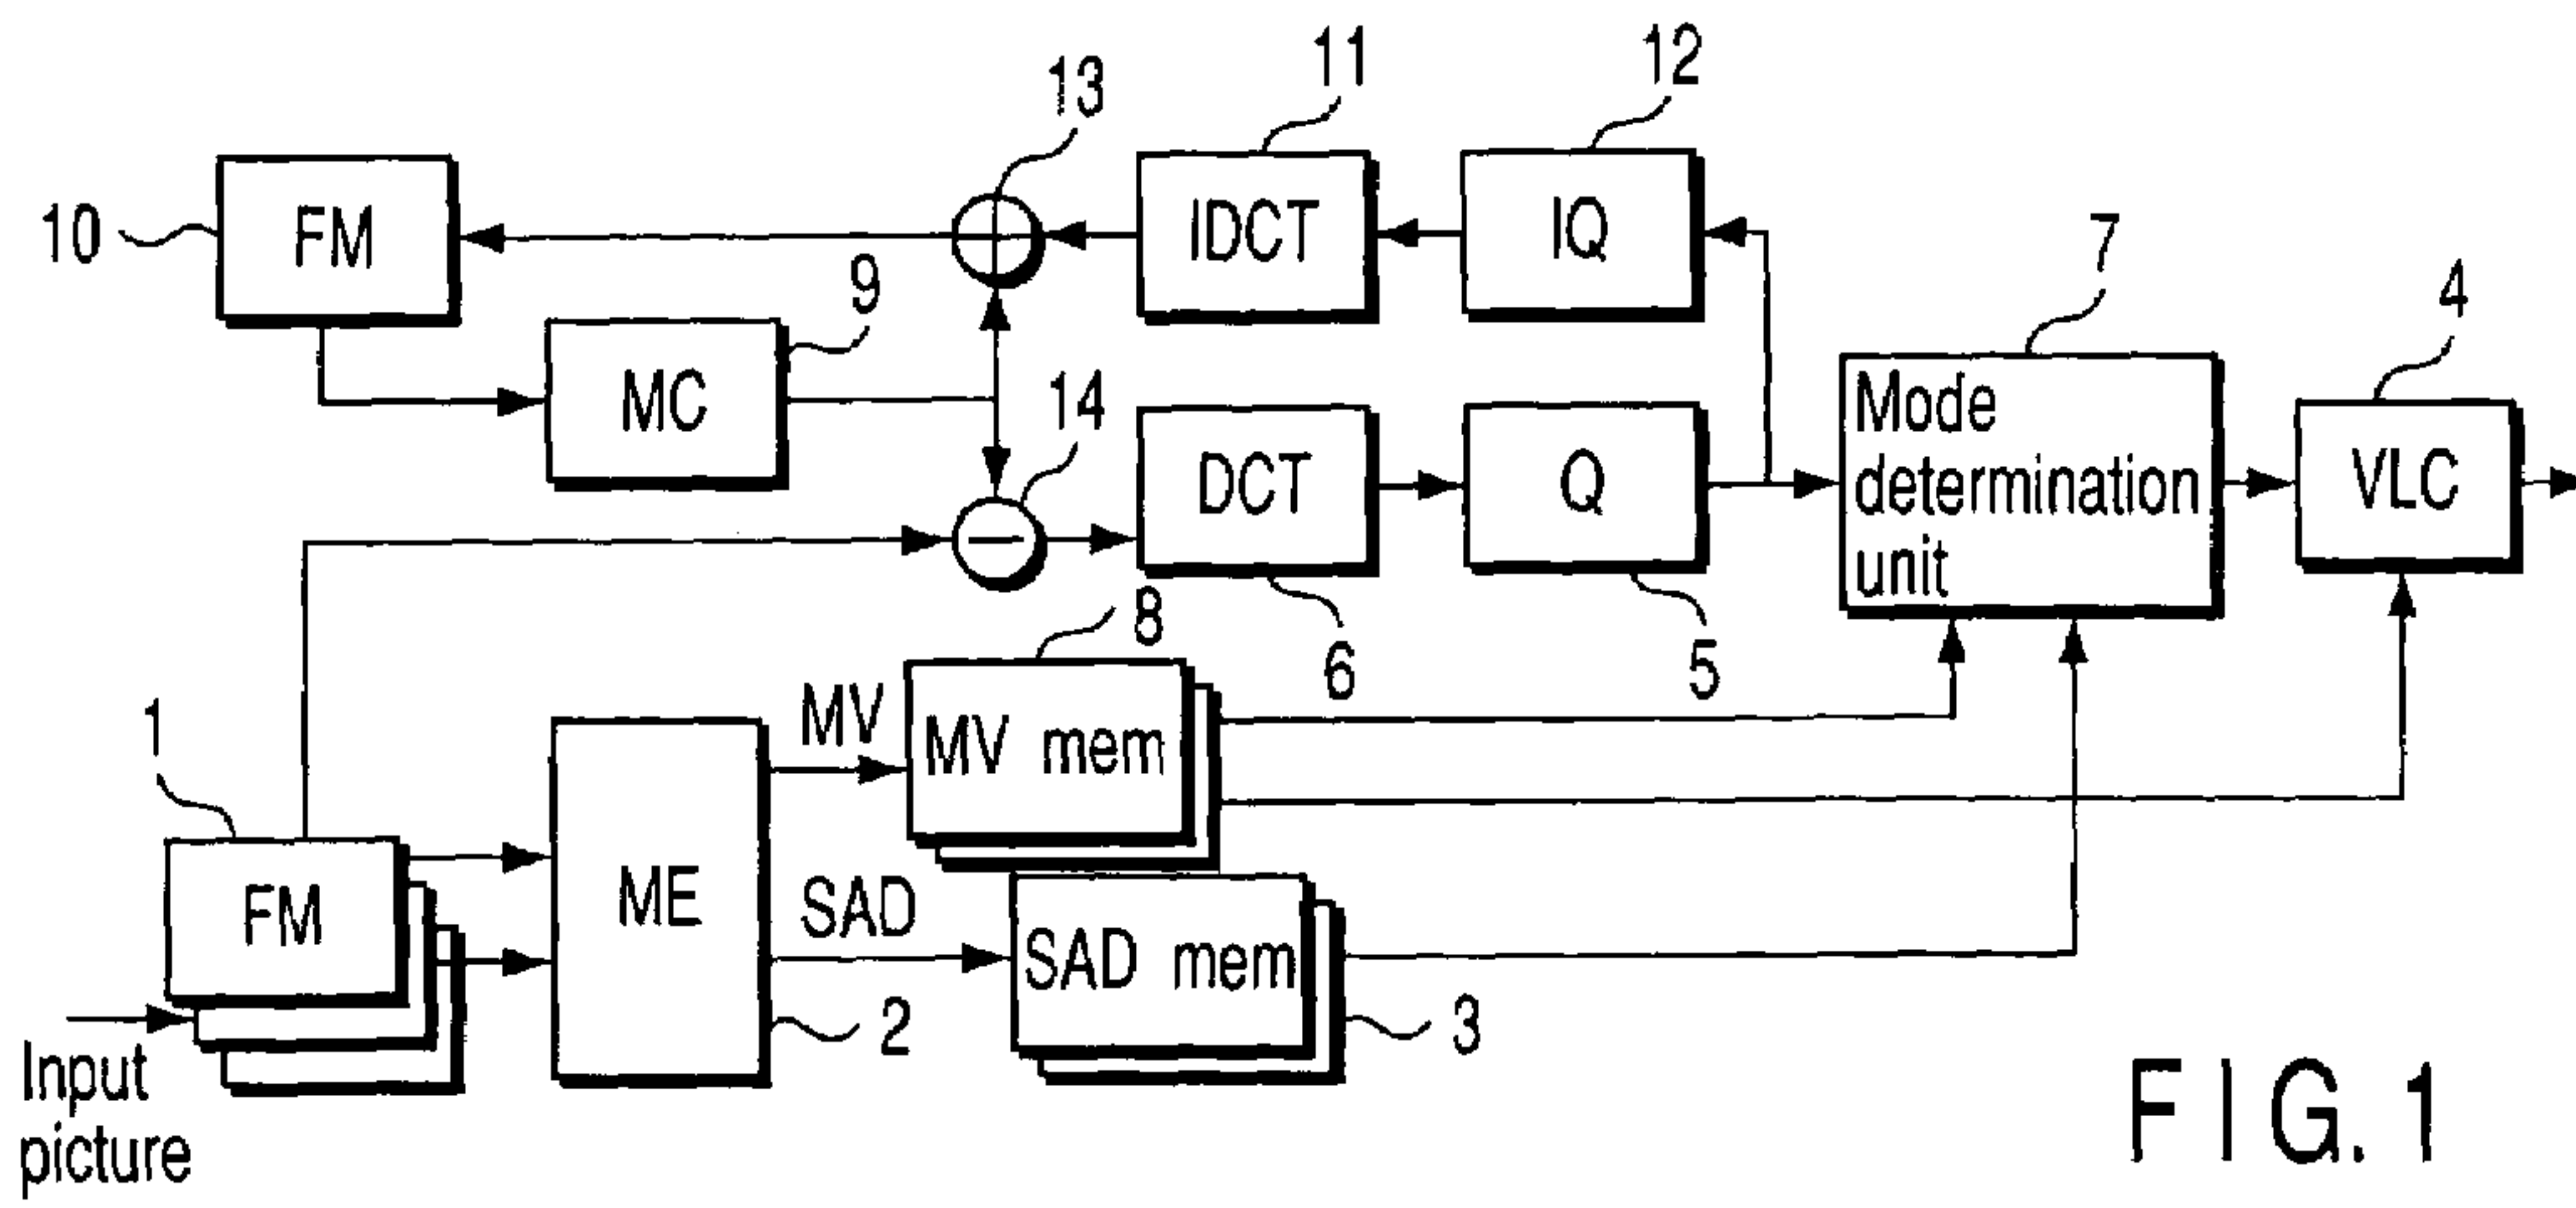 11
12
13
IDCT
IQ
10
FM
7
9
4
MC
14
Mode
determination
unit
DCT
Q
VLC
8
6
5
1
MV
MV mem
ME
SAD
FM
SAD mem
2
3
Input
picture
FIG. 1